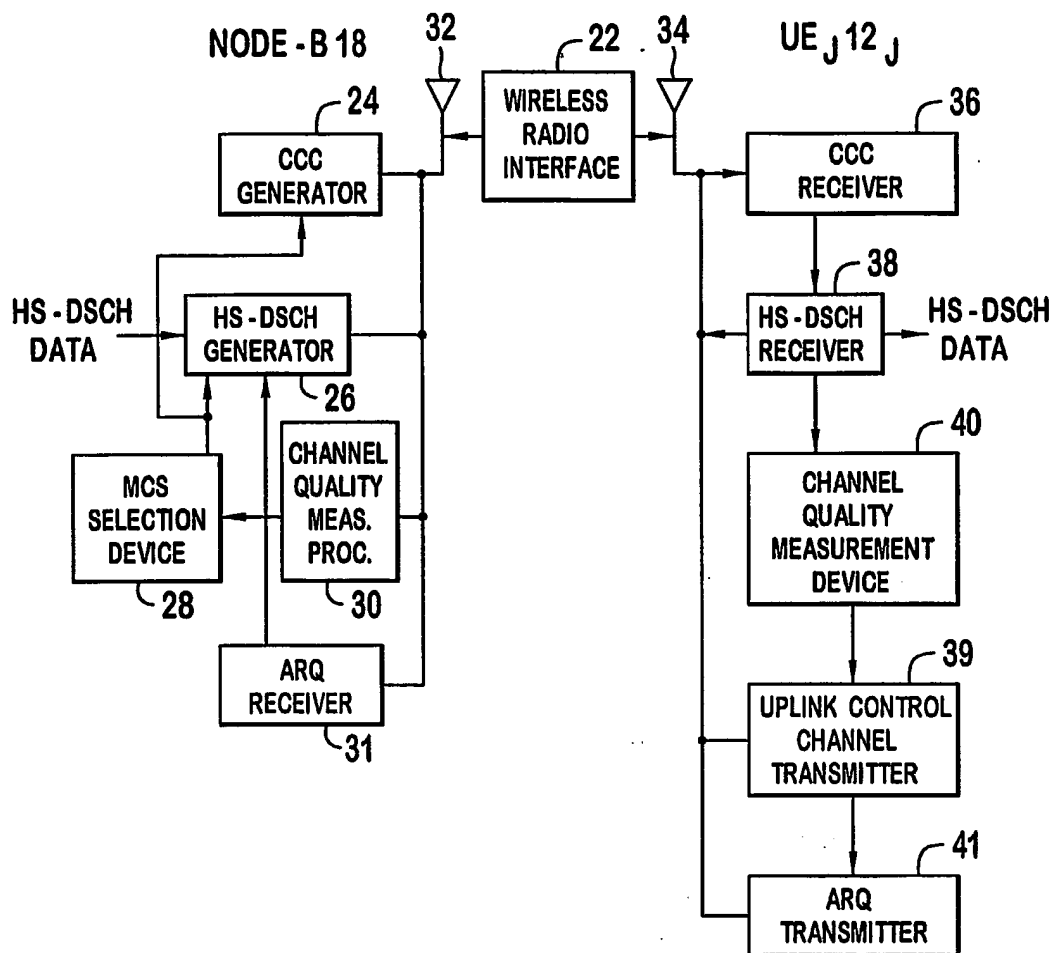 NODE - B 18
32
22
34
UE J 12 J
24
WIRELESS
RADIO
INTERFACE
36
CCC
GENERATOR
CCC
RECEIVER
HS - DSCH
DATA
HS - DSCH
GENERATOR
26
38
HS - DSCH
RECEIVER
HS - DSCH
DATA
MCS
SELECTION
DEVICE
28
CHANNEL
QUALITY
MEAS.
PROC.
30
40
CHANNEL
QUALITY
MEASUREMENT
DEVICE
ARQ
RECEIVER
31
39
UPLINK CONTROL
CHANNEL
TRANSMITTER
41
ARQ
TRANSMITTER